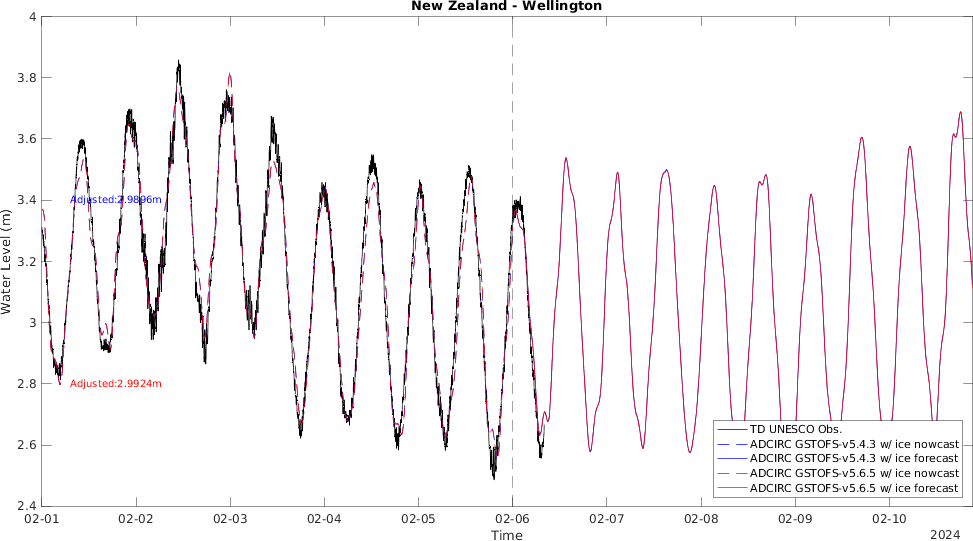 New Zealand - Wellington
Water Level (m)
4
3.8
3.6
3.4
3.2
3
2.8
2.6
2.4
Adjusted:2.9896m
Adjusted:2.9924m
TD UNESCO Obs.
ADCIRC GSTOFS-v5.4.3 w/ ice nowcast
ADCIRC GSTOFS-v5.4.3 w/ ice forecast
ADCIRC GSTOFS-v5.6.5 w/ ice nowcast
ADCIRC GSTOFS-v5.6.5 w/ ice forecast
02-01 02-02 02-03 02-04 02-05 02-06 02-07 02-08 02-09 02-10
Time
2024